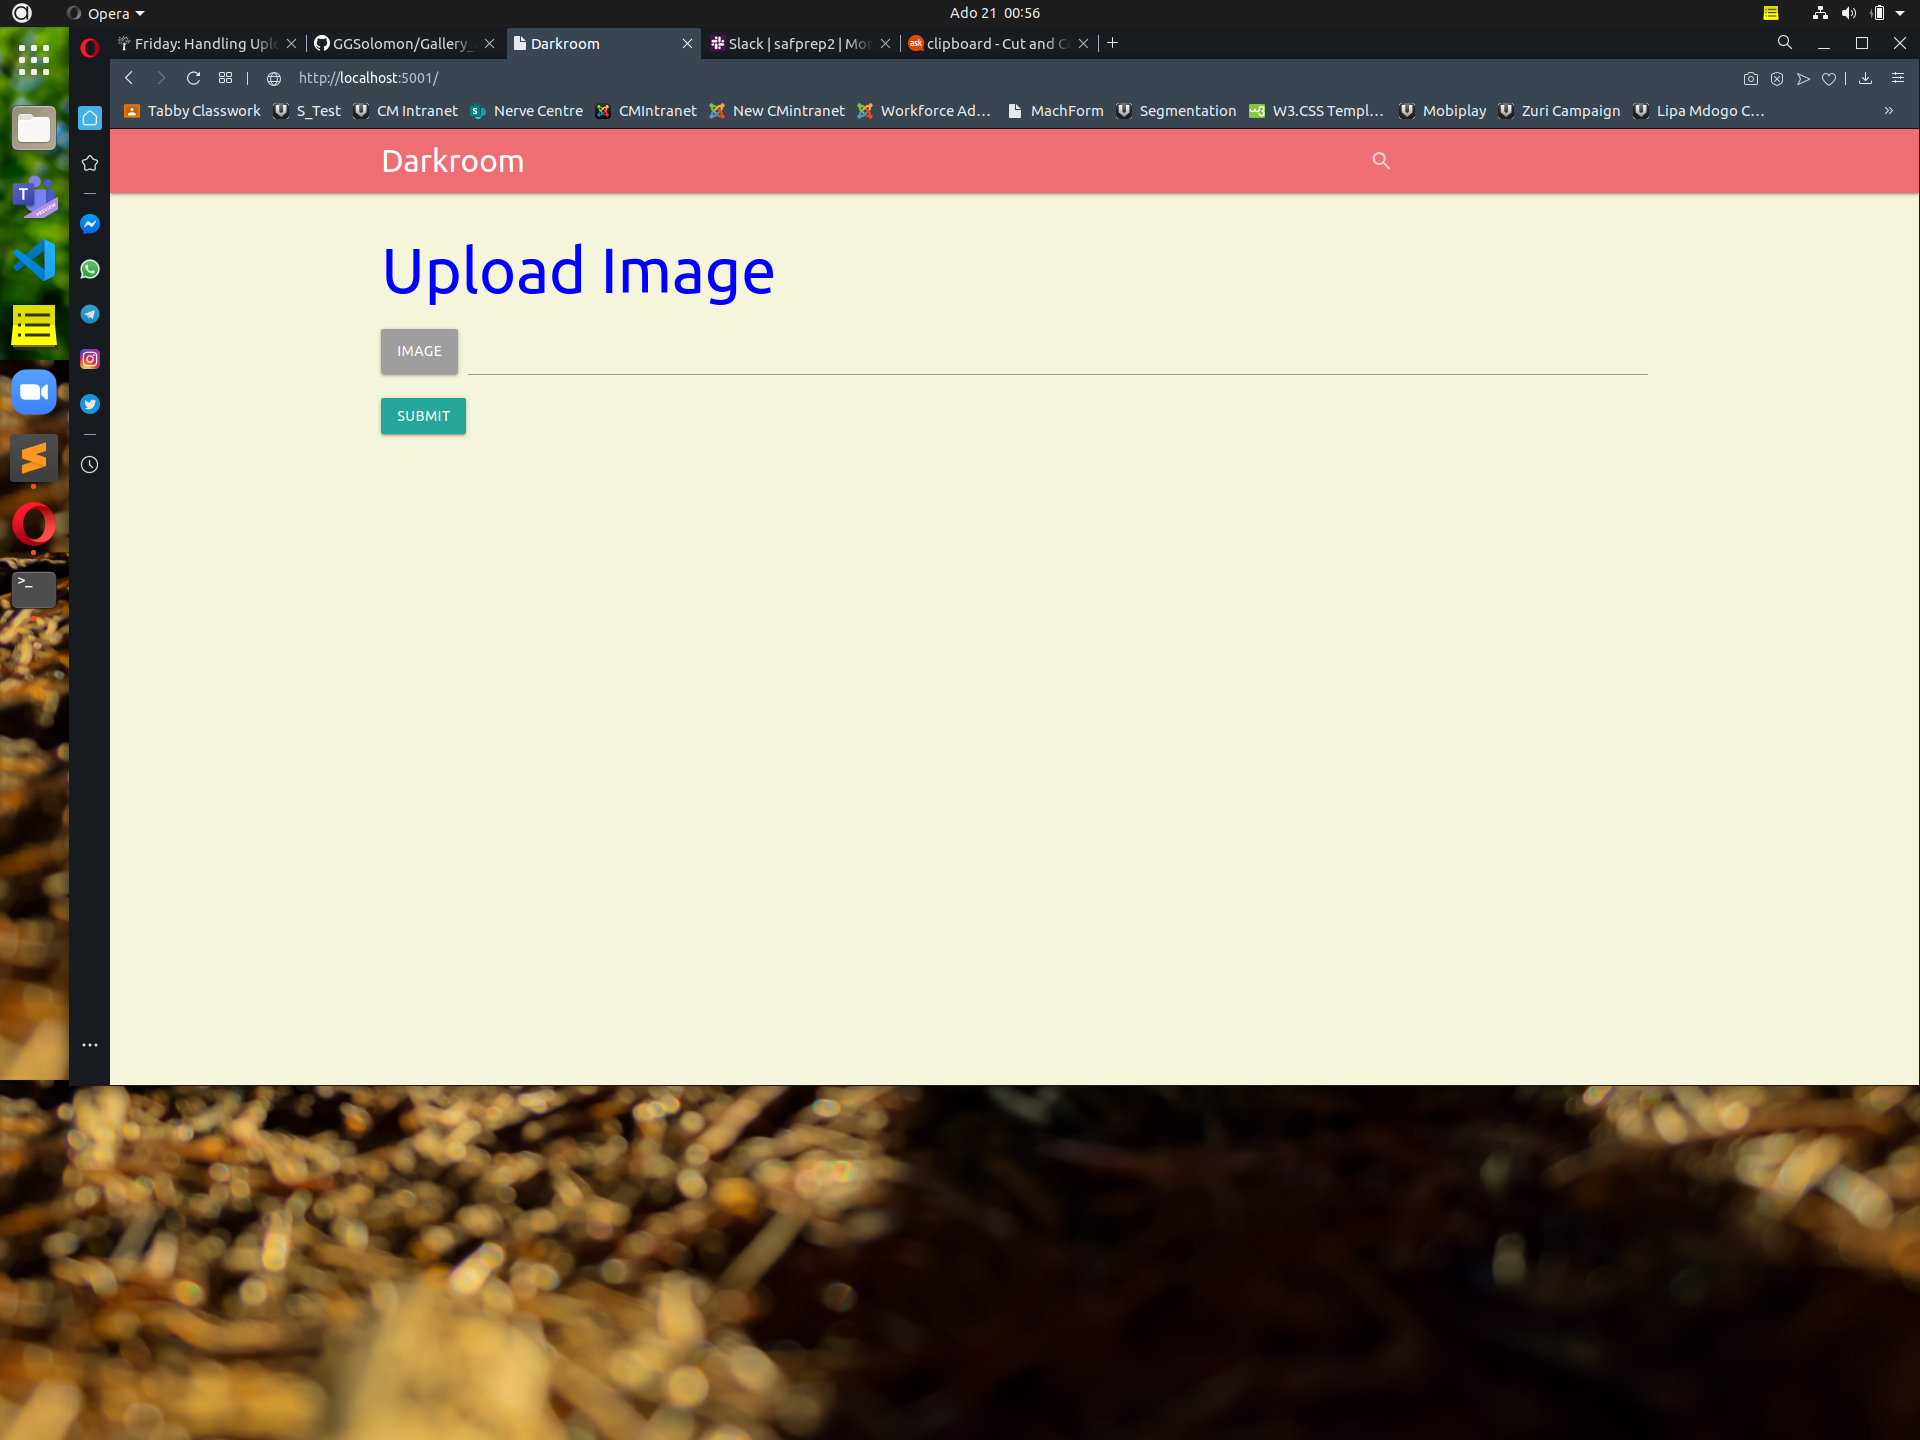 Opera
Ado 21 00:56
Friday: Handling Uplo
GGSolomon/Gallery_
Darkroom
Slack | safprep2 | Mor
clipboard - Cut and C
http://localhost:5001/
Tabby Classwork
S_Test
CM Intranet
Nerve Centre
CMIntranet
New CMintranet
Workforce Ad...
MachForm
Segmentation
W3.CSS Templ...
Mobiplay
Zuri Campaign
Lipa Mdogo C...
Darkroom
Upload Image
IMAGE
SUBMIT